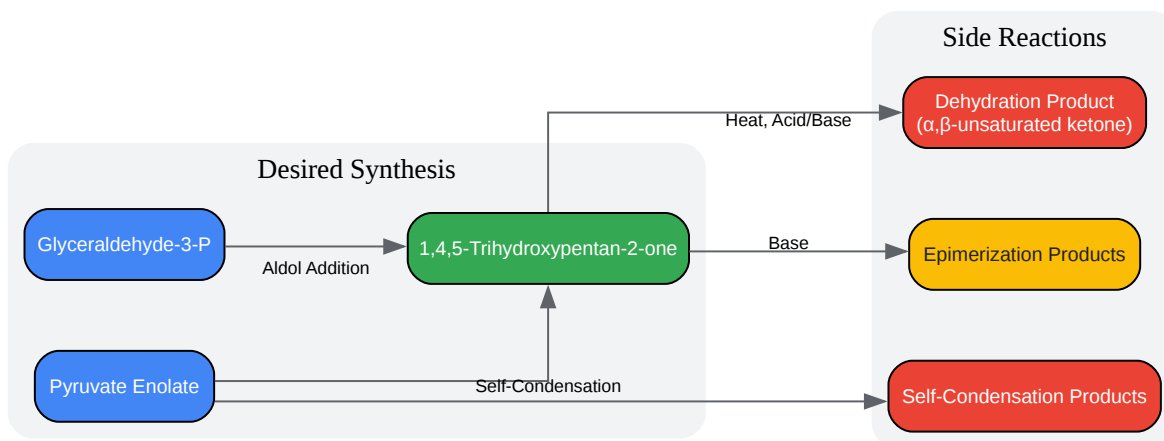 Side Reactions
Dehydration Product
(α,β-unsaturated ketone)
Heat, Acid/Base
Desired Synthesis
Glyceraldehyde-3-P
Aldol Addition
1,4,5-Trihydroxypentan-2-one
Base
Epimerization Products
Pyruvate Enolate
Self-Condensation
Self-Condensation Products